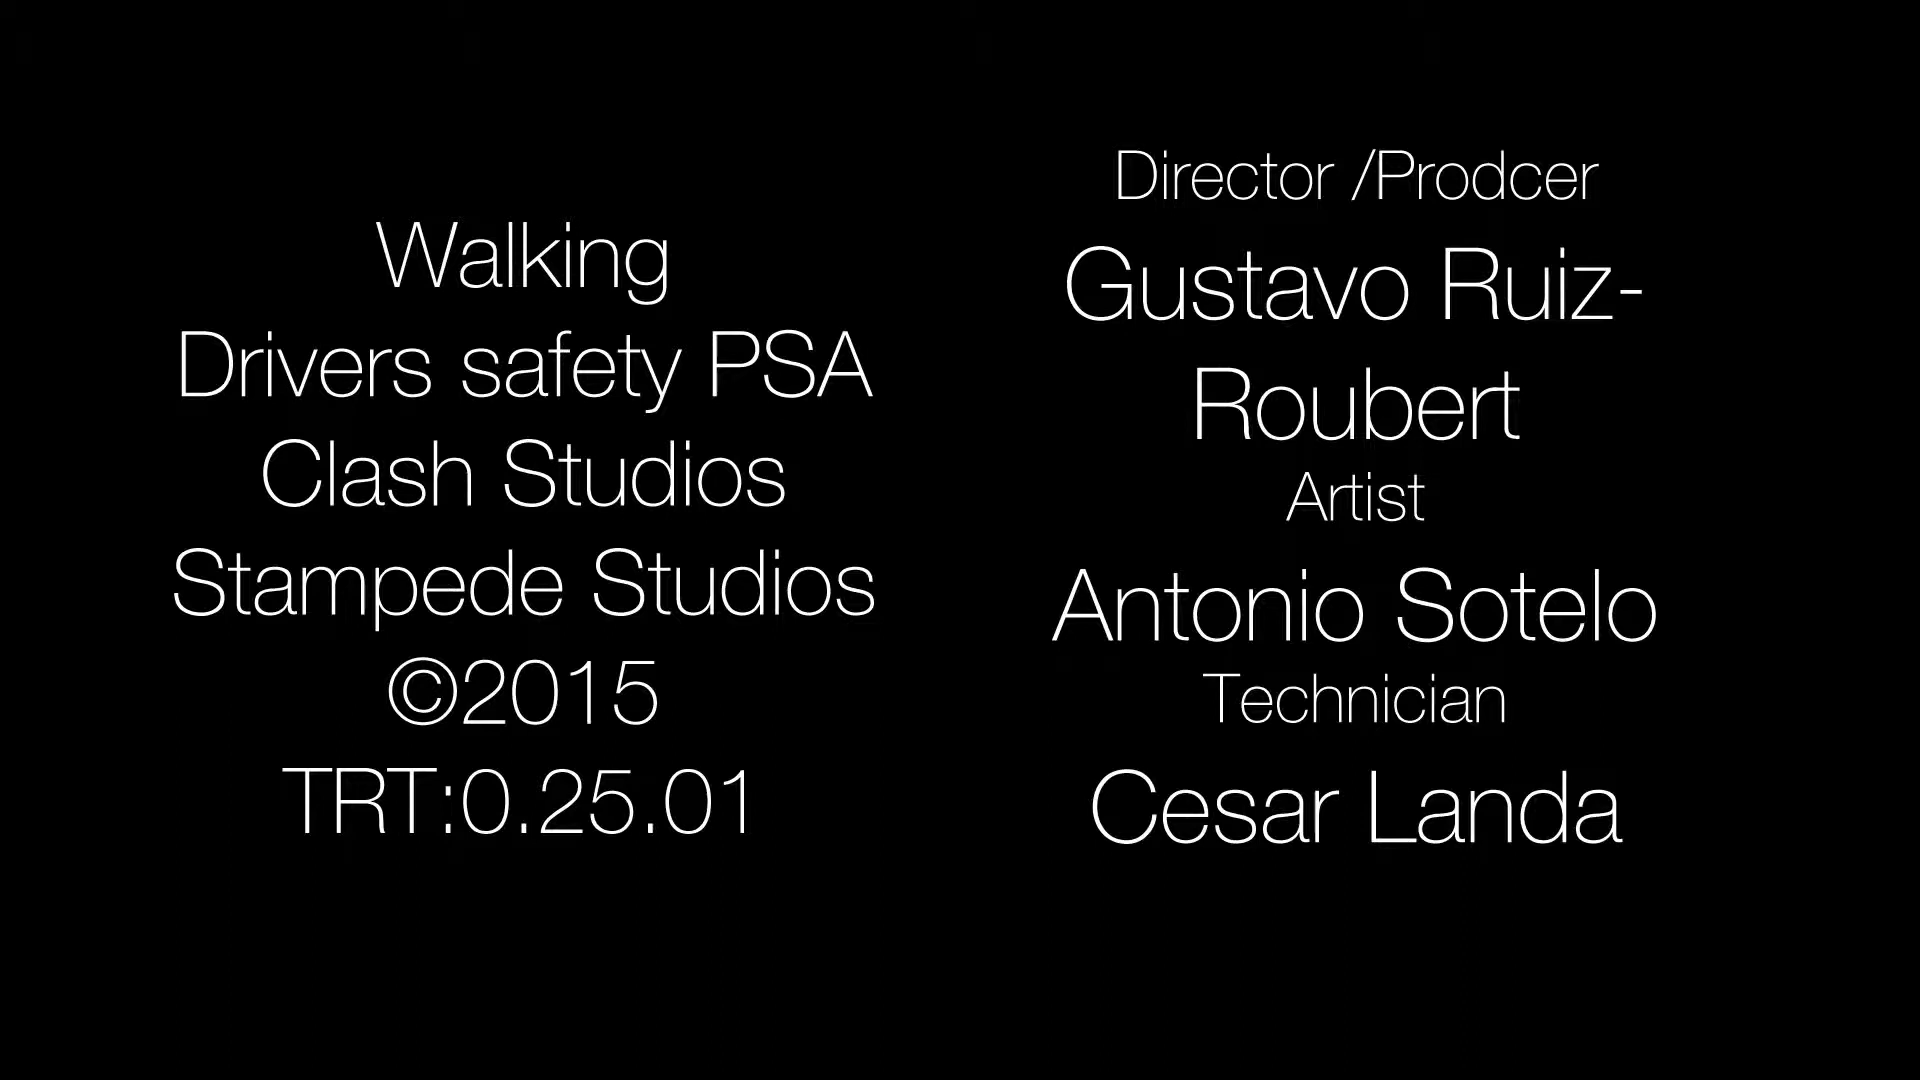 Walking
Drivers safety PSA
Clash Studios
Stampede Studios
©2015
TRT:0.25.01
Director /Prodcer
Gustavo Ruiz-
Roubert
Artist
Antonio Sotelo
Technician
Cesar Landa